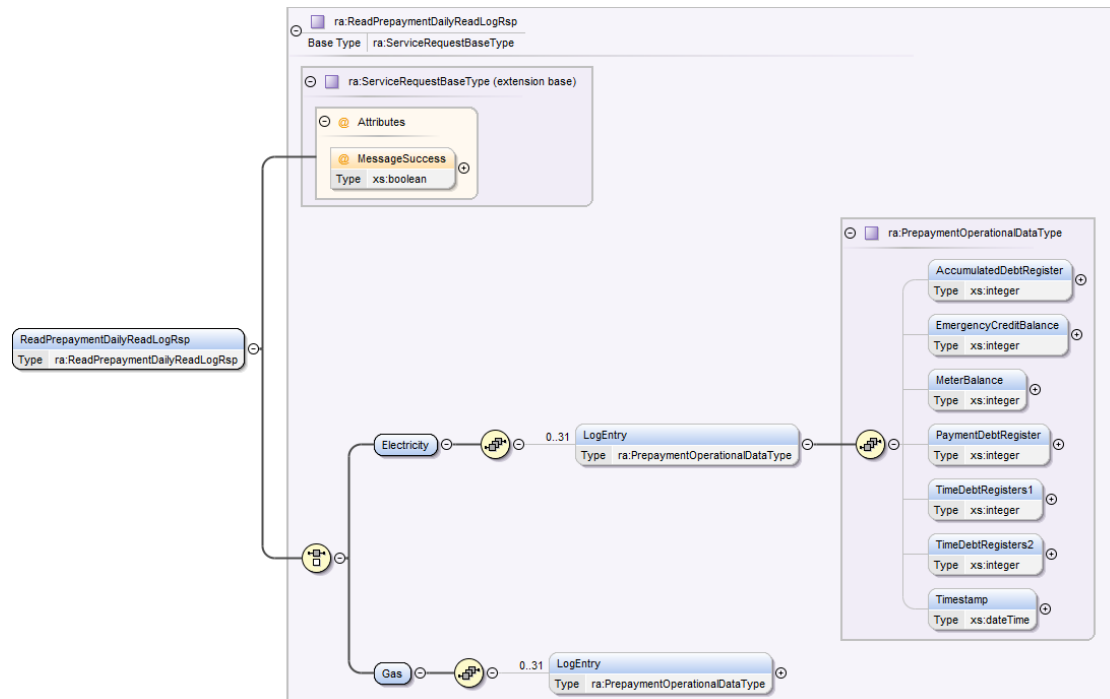 ra:ReadPrepaymentDailyReadLogRsp
Base Type ra:ServiceRequestBaseType
ra:ServiceRequestBaseType (extension base)
@ Attributes
@ MessageSuccess
Type xs:boolean
ra:PrepaymentOperationalDataType
AccumulatedDebtRegister
Type xs:integer
EmergencyCreditBalance
Type xs:integer
ReadPrepaymentDailyReadLogRsp
Type ra:ReadPrepaymentDailyReadLogRsp
MeterBalance
Type xs:integer
Electricity
0..31
LogEntry
Type ra:PrepaymentOperationalDataType
PaymentDebtRegister
Type xs:integer
TimeDebtRegisters1
Type xs:integer
TimeDebtRegisters2
Type xs:integer
Timestamp
Type xs:dateTime
Gas
0..31
LogEntry
Type ra:PrepaymentOperationalDataType